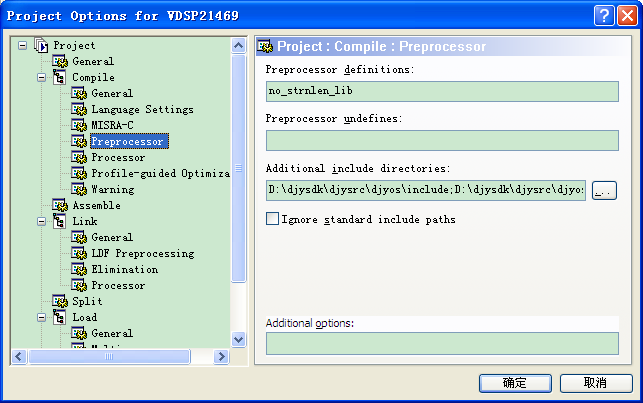 Project Options for VDSP21469
Project
General
Compile
General
Language Settings
MISRA-C
Preprocessor
Processor
Profile-guided Optimiza
Warning
Assemble
Link
General
LDF Preprocessing
Elimination
Processor
Split
Load
General
Project : Compile : Preprocessor
Preprocessor definitions:
no_strnlen_lib
Preprocessor undefines:
Additional include directories:
D:\djysdk\djysrc\djyos\include;D:\djysdk\djysrc\djyos
...
Ignore standard include paths
Additional options:
确定
取消